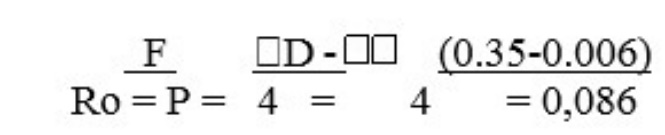 F □D-□□ (0.35-0.006)
Ro = P = 4 = 4 = 0,086